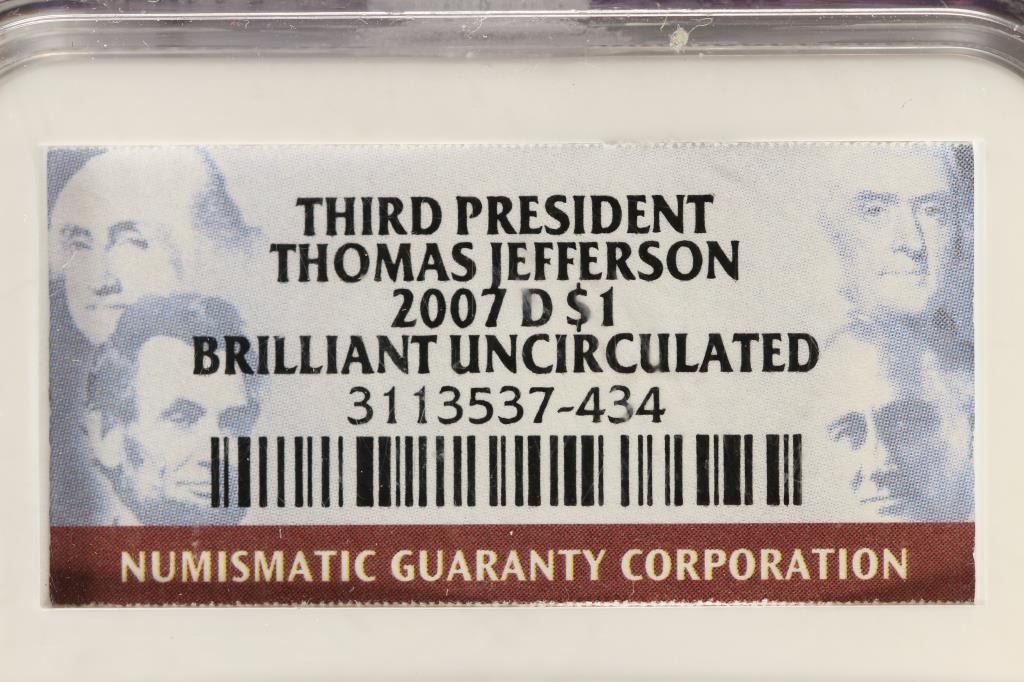 THIRD PRESIDENT
THOMAS JEFFERSON
2007 D $1
BRILLIANT UNCIRCULATED
3113537-434
NUMISMATIC GUARANTY CORPORATION